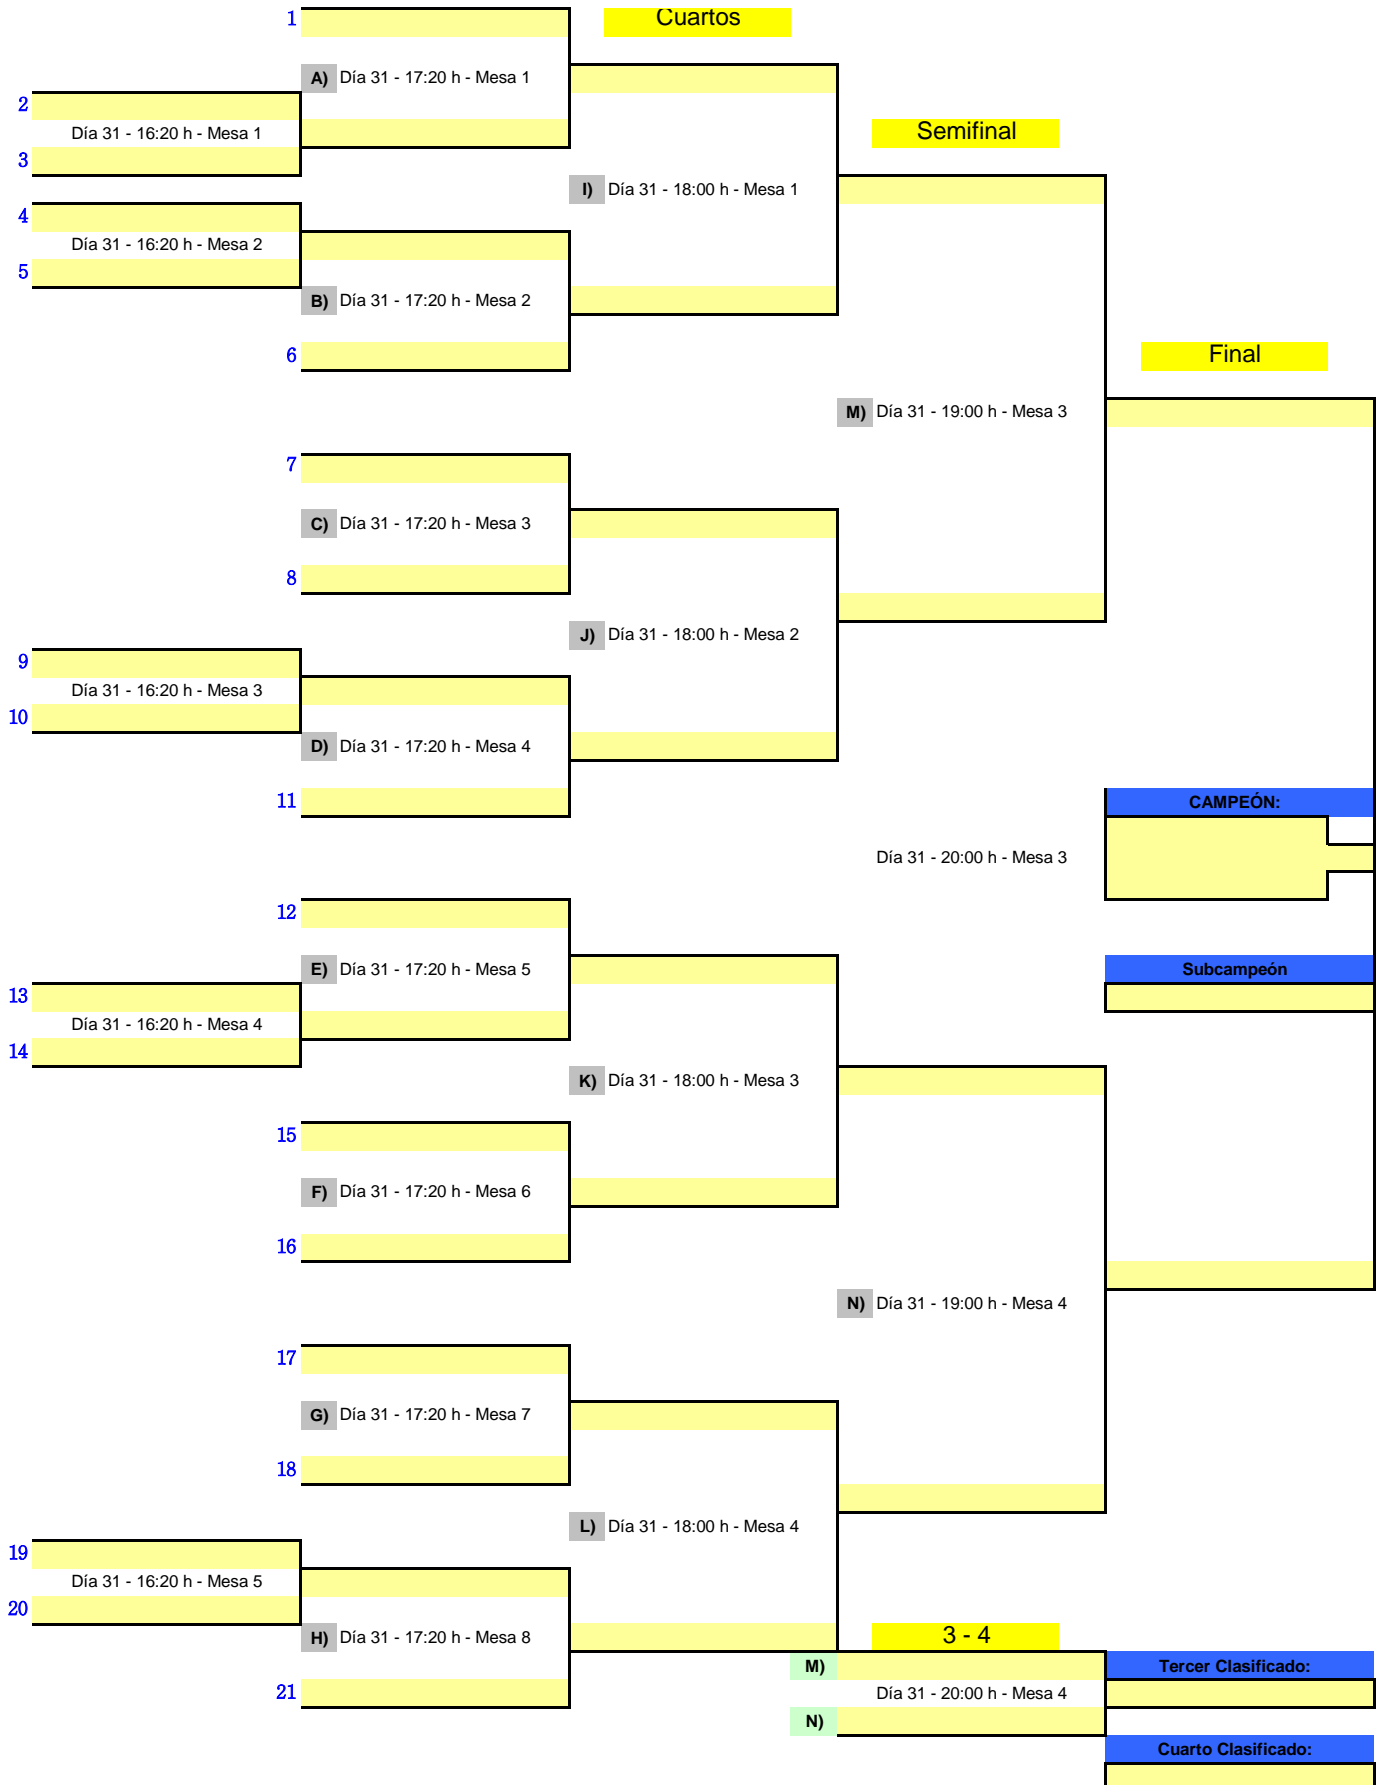 1
Cuartos
A) Día 31 - 17:20 h - Mesa 1
2
Día 31 - 16:20 h - Mesa 1
Semifinal
3
I) Día 31 - 18:00 h - Mesa 1
4
Día 31 - 16:20 h - Mesa 2
5
B) Día 31 - 17:20 h - Mesa 2
6
Final
M) Día 31 - 19:00 h - Mesa 3
7
C) Día 31 - 17:20 h - Mesa 3
8
J) Día 31 - 18:00 h - Mesa 2
9
Día 31 - 16:20 h - Mesa 3
10
D) Día 31 - 17:20 h - Mesa 4
11
CAMPEÓN:
Día 31 - 20:00 h - Mesa 3
12
E) Día 31 - 17:20 h - Mesa 5
Subcampeón
13
Día 31 - 16:20 h - Mesa 4
14
K) Día 31 - 18:00 h - Mesa 3
15
F) Día 31 - 17:20 h - Mesa 6
16
N) Día 31 - 19:00 h - Mesa 4
17
G) Día 31 - 17:20 h - Mesa 7
18
L) Día 31 - 18:00 h - Mesa 4
19
Día 31 - 16:20 h - Mesa 5
20
H) Día 31 - 17:20 h - Mesa 8
3 - 4
M)
Tercer Clasificado:
21
Día 31 - 20:00 h - Mesa 4
N)
Cuarto Clasificado: